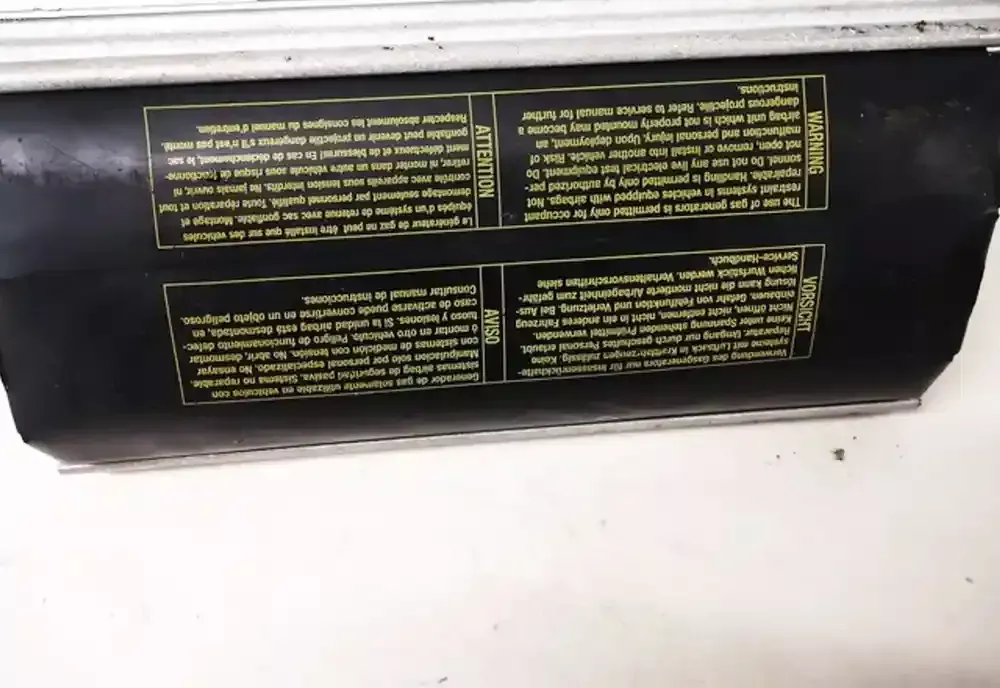 VORSICHT
Verwendung des Gasgenerators nur für Insassenrückhalte-
systeme mit Luftsack in Kraftfahrzeugen zulässig. Keine
Reparatur. Umgang nur durch geschultes Personal erlaubt.
Keine unter Spannung stehenden Prüfmittel verwenden.
Nicht öffnen, nicht entfernen, nicht in ein anderes Fahrzeug
einbauen. Gefahr von Fehlfunktion und Verletzung. Bei Aus-
lösung kann die nicht montierte Airbageinheit zum gefähr-
lichen Wurfstück werden. Verhaltensvorschriften siehe
Service-Handbuch.
AVISO
Generador de gas solamente utilizable en vehiculos con
sistemas airbag de seguridad pasiva. Sistema no reparable.
Manipulación solo por personal especializado. No ensayar
con sistemas de medición con tensión. No abrir, desmontar
ó montar en otro vehículo. Peligro de funcionamiento defec-
tuoso y lesiones. Si la unidad airbag está desmontada, en
caso de activarse puede convertirse en un objeto peligroso.
Consultar manual de instrucciones.
WARNING
The use of gas generators is permitted only for occupant
restraint systems in vehicles equipped with airbags. Not
repairable. Handling is permitted only by authorized per-
sonnel. Do not use any live electrical test equipment. Do
not open, remove or install into another vehicle. Risk of
malfunction and personal injury. Upon deployment, an
airbag unit which is not properly mounted may become a
dangerous projectile. Refer to service manual for further
instructions.
ATTENTION
Le générateur de gaz ne peut être installé que sur des véhicules
équipés d'un système de retenue avec sac gonflable. Montage et
démontage seulement par personnel qualifié. Toute réparation et tout
contrôle avec appareils sous tension interdits. Ne jamais ouvrir, ni
retirer, ni monter dans un autre véhicule sous risques de fonctionne-
ment défectueux et de blessures! En cas de déclenchement, le sac
gonflable peut devenir un projectile dangereux s'il n'est pas monté.
Respecter absolument les consignes du manuel d'entretien.